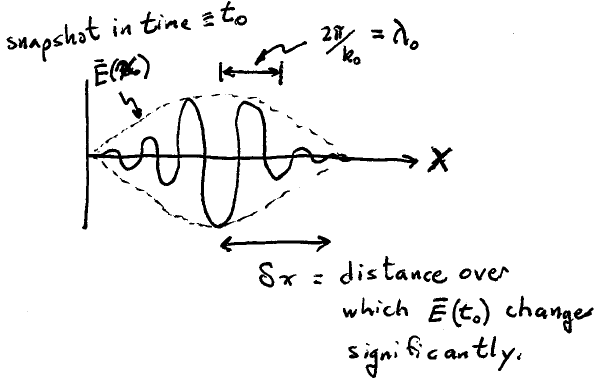 snapshot in time ≡ t₀
2π/k₀ = λ₀
X
δx = distance over
which Ē(t₀) changes
significantly.